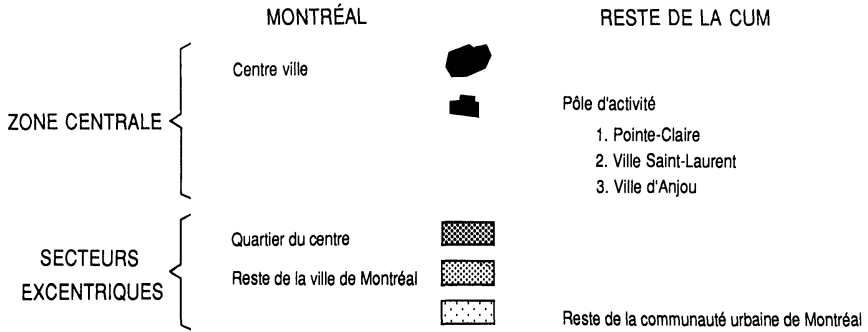 MONTRÉAL
RESTE DE LA CUM
ZONE CENTRALE
Centre ville
Pôle d'activité
1. Pointe-Claire
2. Ville Saint-Laurent
3. Ville d'Anjou
SECTEURS
EXCENTRIQUES
Quartier du centre
Reste de la ville de Montréal
Reste de la communauté urbaine de Montréal